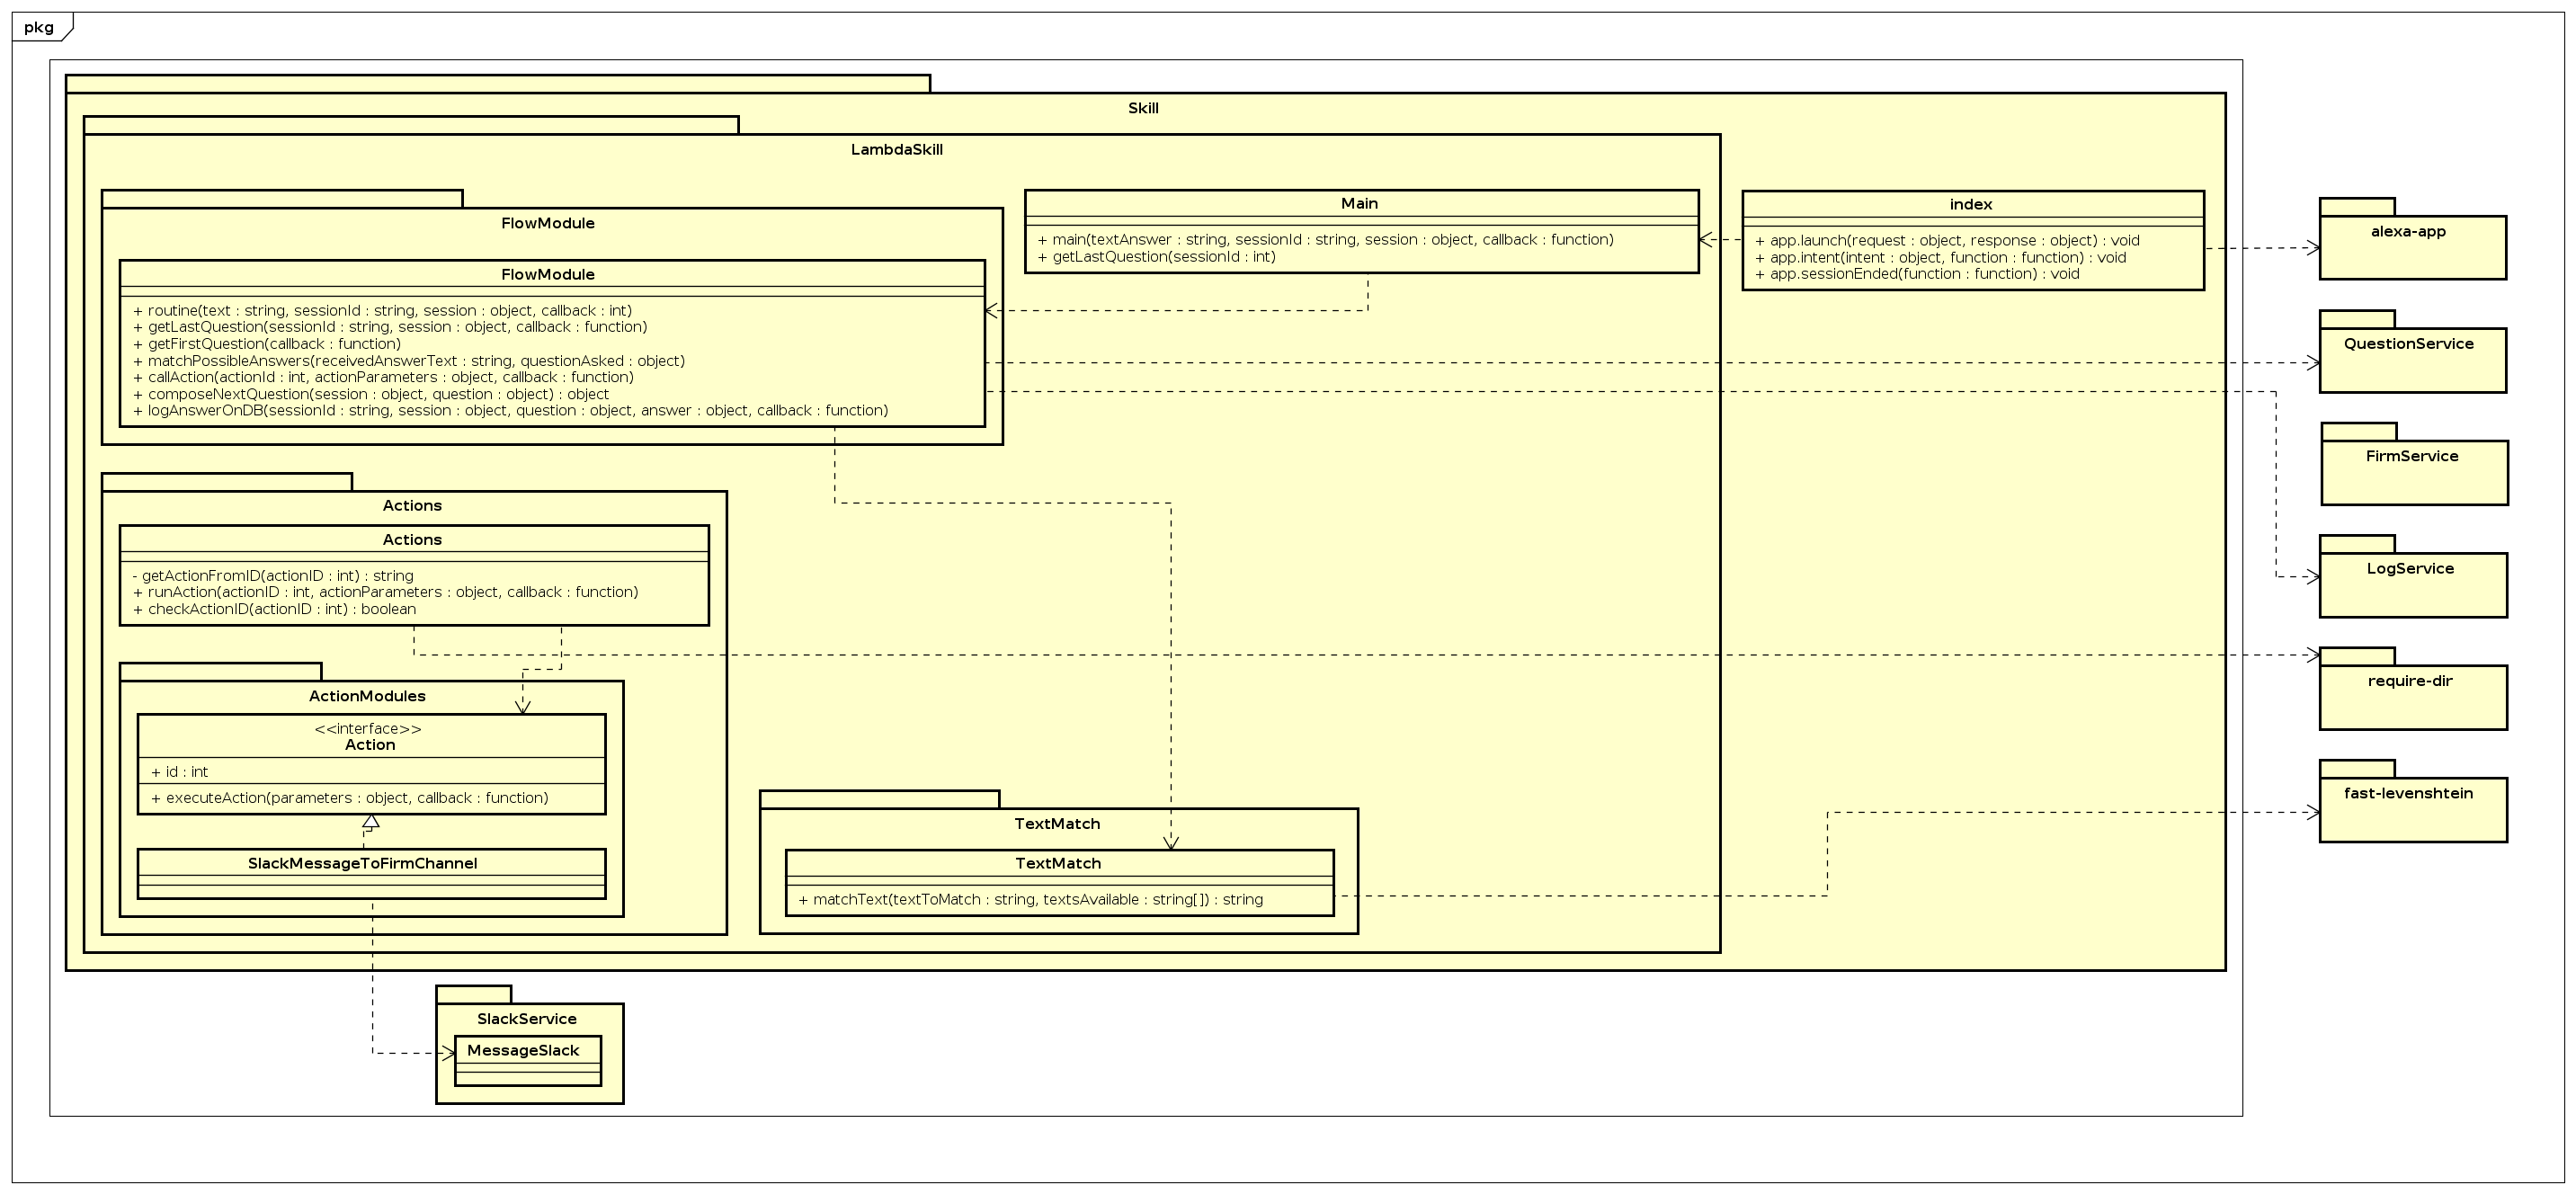 pkg
Skill
LambdaSkill
FlowModule
FlowModule
+ routine(text : string, sessionId : string, session : object, callback : int)
+ getLastQuestion(sessionId : string, session : object, callback : function)
+ getFirstQuestion(callback : function)
+ matchPossibleAnswers(receivedAnswerText : string, questionAsked : object)
+ callAction(actionId : int, actionParameters : object, callback : function)
+ composeNextQuestion(session : object, question : object) : object
+ logAnswerOnDB(sessionId : string, session : object, question : object, answer : object, callback : function)
Main
+ main(textAnswer : string, sessionId : string, session : object, callback : function)
+ getLastQuestion(sessionId : int)
index
+ app.launch(request : object, response : object) : void
+ app.intent(intent : object, function : function) : void
+ app.sessionEnded(function : function) : void
alexa-app
QuestionService
FirmService
LogService
require-dir
fast-levenshtein
Actions
Actions
- getActionFromID(actionID : int) : string
+ runAction(actionID : int, actionParameters : object, callback : function)
+ checkActionID(actionID : int) : boolean
ActionModules
<<interface>>
Action
+ id : int
+ executeAction(parameters : object, callback : function)
SlackMessageToFirmChannel
TextMatch
TextMatch
+ matchText(textToMatch : string, textsAvailable : string[]) : string
SlackService
MessageSlack